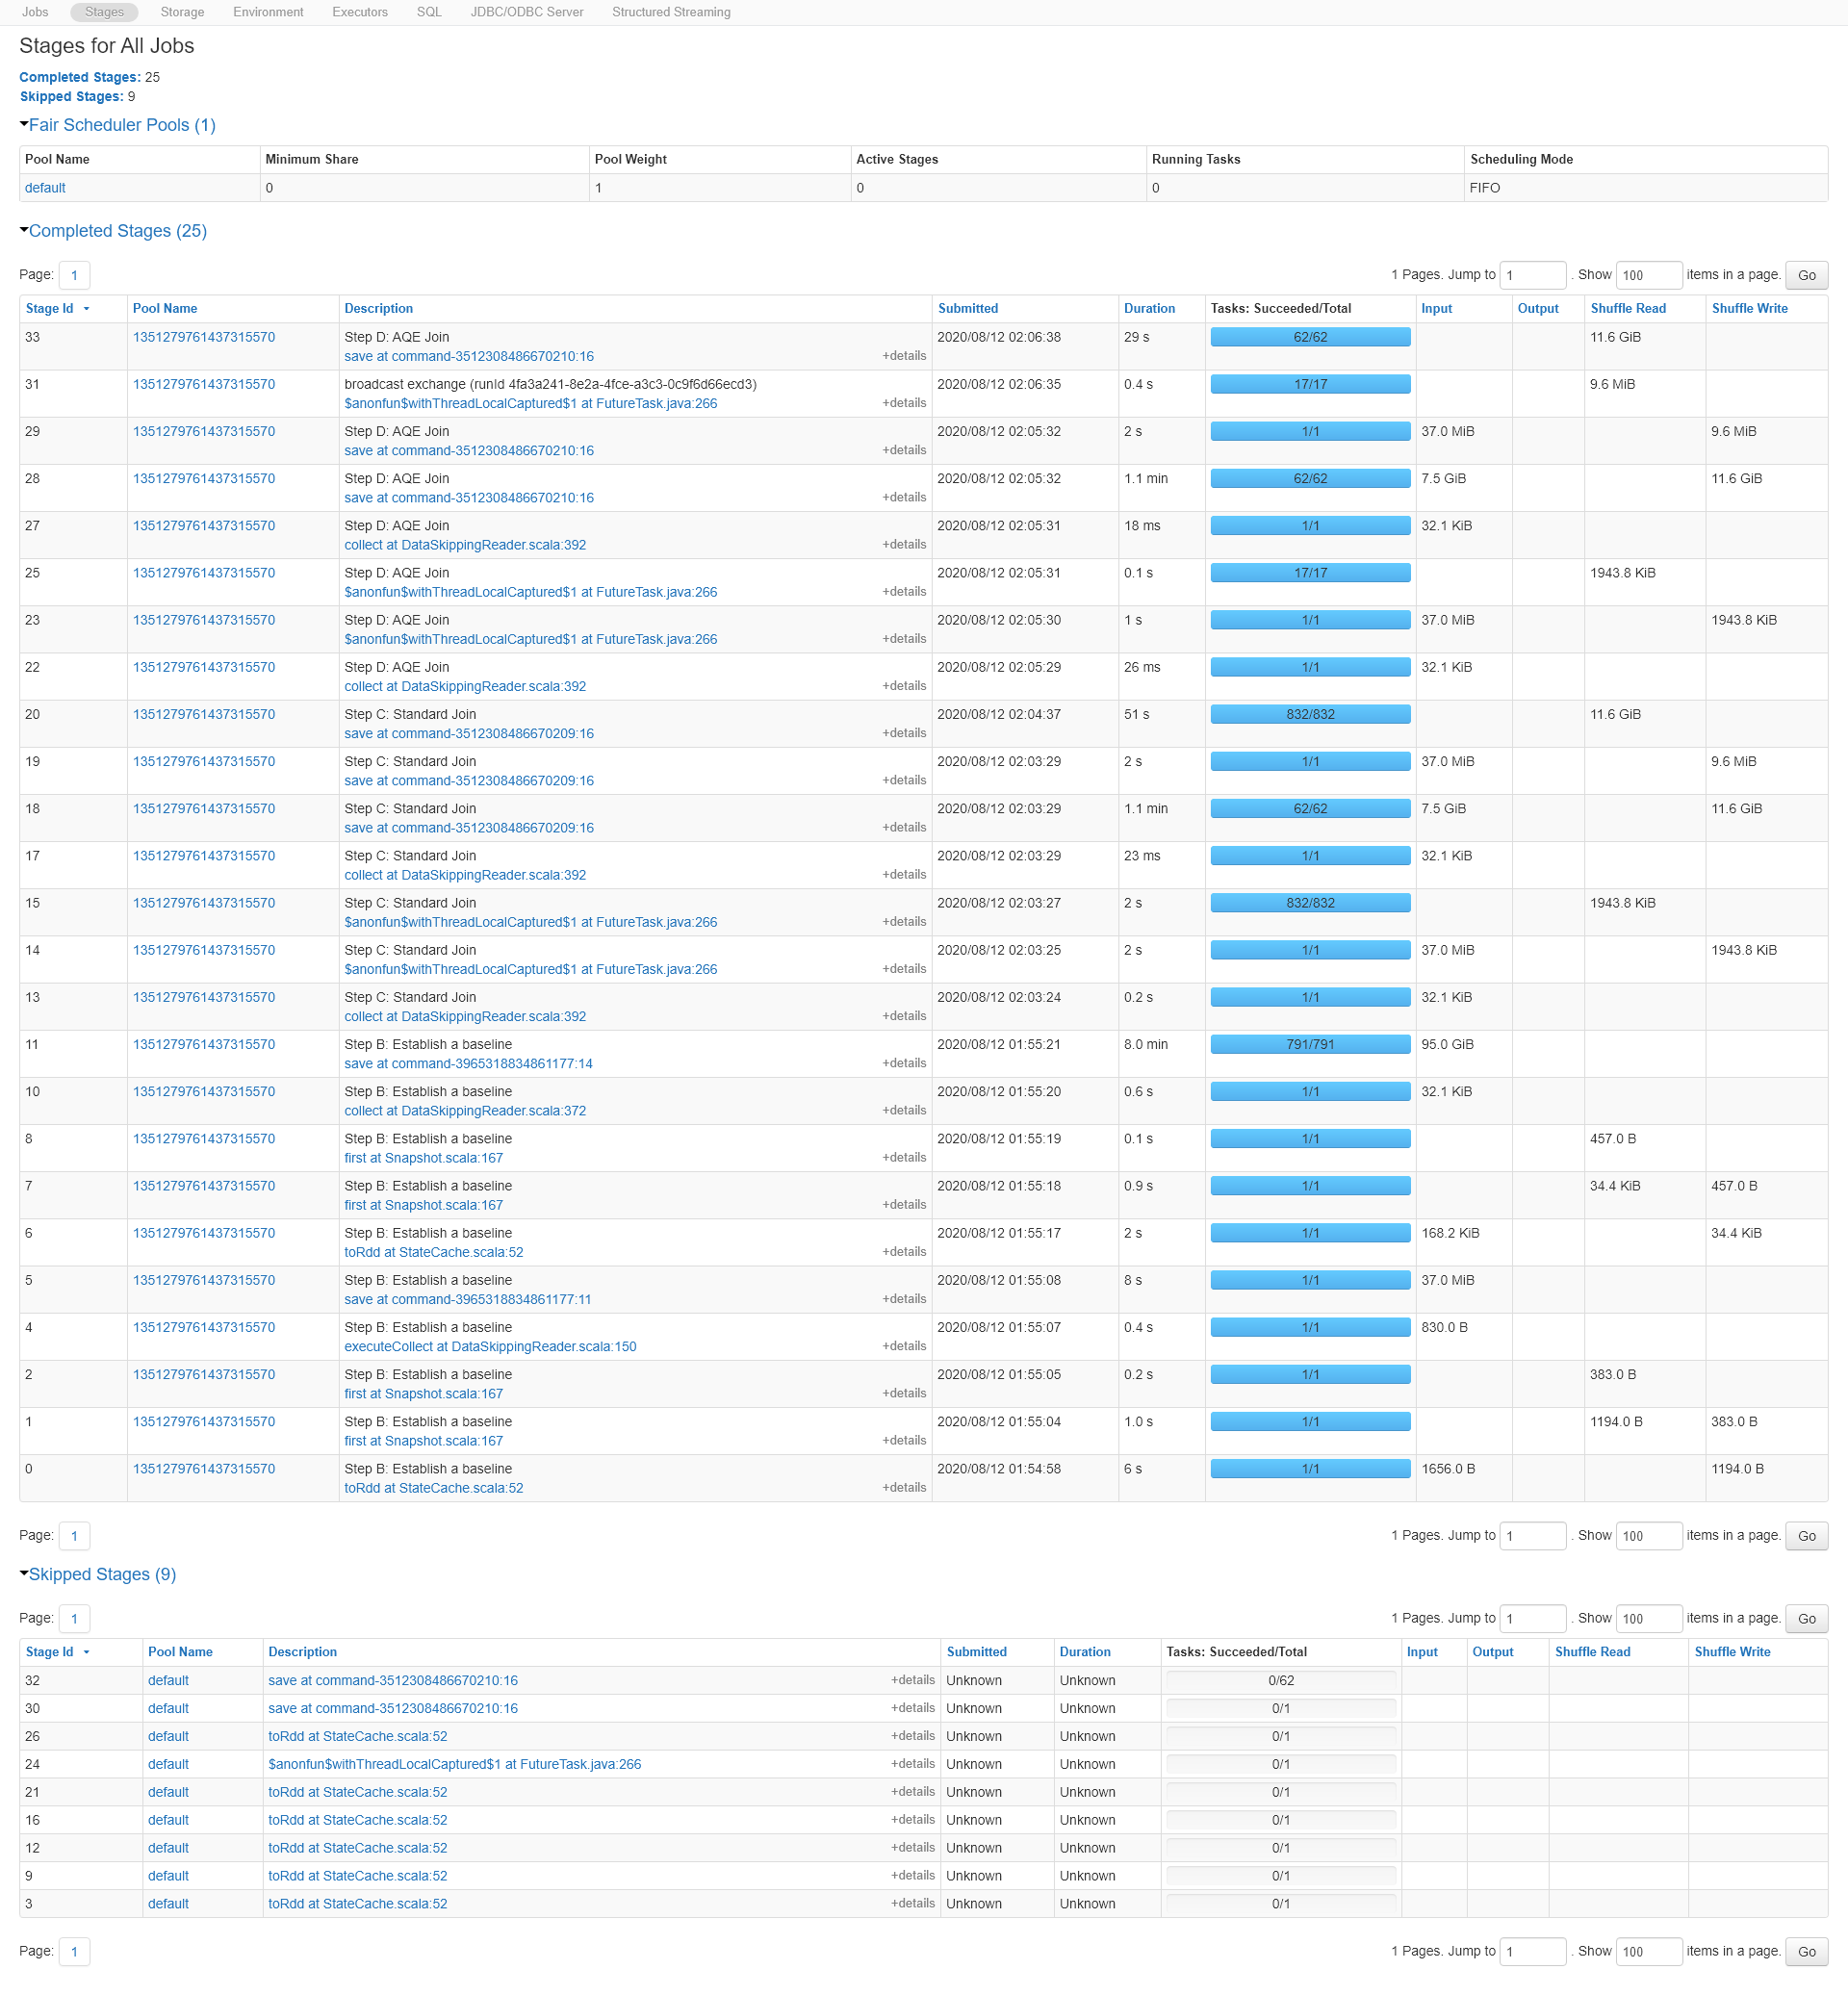 Jobs Stages Storage Environment Executors SQL JDBC/ODBC Server Structured Streaming
Stages for All Jobs
Completed Stages: 25
Skipped Stages: 9
Fair Scheduler Pools (1)
Pool Name Minimum Share Pool Weight Active Stages Running Tasks Scheduling Mode
default 0 1 0 0 FIFO
Completed Stages (25)
Page: 1 1 Pages. Jump to 1 . Show 100 items in a page. Go
Stage Id Pool Name Description Submitted Duration Tasks: Succeeded/Total Input Output Shuffle Read Shuffle Write
33 1351279761437315570 Step D: AQE Join 2020/08/12 02:06:38 29 s 62/62 11.6 GiB
save at command-3512308486670210:16 +details
31 1351279761437315570 broadcast exchange (runId 4fa3a241-8e2a-4fce-a3c3-0c9f6d66ecd3) 2020/08/12 02:06:35 0.4 s 17/17 9.6 MiB
$anonfun$withThreadLocalCaptured$1 at FutureTask.java:266 +details
29 1351279761437315570 Step D: AQE Join 2020/08/12 02:05:32 2 s 1/1 37.0 MiB 9.6 MiB
save at command-3512308486670210:16 +details
28 1351279761437315570 Step D: AQE Join 2020/08/12 02:05:32 1.1 min 62/62 7.5 GiB 11.6 GiB
save at command-3512308486670210:16 +details
27 1351279761437315570 Step D: AQE Join 2020/08/12 02:05:31 18 ms 1/1 32.1 KiB
collect at DataSkippingReader.scala:392 +details
25 1351279761437315570 Step D: AQE Join 2020/08/12 02:05:31 0.1 s 17/17 1943.8 KiB
$anonfun$withThreadLocalCaptured$1 at FutureTask.java:266 +details
23 1351279761437315570 Step D: AQE Join 2020/08/12 02:05:30 1 s 1/1 37.0 MiB 1943.8 KiB
$anonfun$withThreadLocalCaptured$1 at FutureTask.java:266 +details
22 1351279761437315570 Step D: AQE Join 2020/08/12 02:05:29 26 ms 1/1 32.1 KiB
collect at DataSkippingReader.scala:392 +details
20 1351279761437315570 Step C: Standard Join 2020/08/12 02:04:37 51 s 832/832 11.6 GiB
save at command-3512308486670209:16 +details
19 1351279761437315570 Step C: Standard Join 2020/08/12 02:03:29 2 s 1/1 37.0 MiB 9.6 MiB
save at command-3512308486670209:16 +details
18 1351279761437315570 Step C: Standard Join 2020/08/12 02:03:29 1.1 min 62/62 7.5 GiB 11.6 GiB
save at command-3512308486670209:16 +details
17 1351279761437315570 Step C: Standard Join 2020/08/12 02:03:29 23 ms 1/1 32.1 KiB
collect at DataSkippingReader.scala:392 +details
15 1351279761437315570 Step C: Standard Join 2020/08/12 02:03:27 2 s 832/832 1943.8 KiB
$anonfun$withThreadLocalCaptured$1 at FutureTask.java:266 +details
14 1351279761437315570 Step C: Standard Join 2020/08/12 02:03:25 2 s 1/1 37.0 MiB 1943.8 KiB
$anonfun$withThreadLocalCaptured$1 at FutureTask.java:266 +details
13 1351279761437315570 Step C: Standard Join 2020/08/12 02:03:24 0.2 s 1/1 32.1 KiB
collect at DataSkippingReader.scala:392 +details
11 1351279761437315570 Step B: Establish a baseline 2020/08/12 01:55:21 8.0 min 791/791 95.0 GiB
save at command-3965318834861177:14 +details
10 1351279761437315570 Step B: Establish a baseline 2020/08/12 01:55:20 0.6 s 1/1 32.1 KiB
collect at DataSkippingReader.scala:372 +details
8 1351279761437315570 Step B: Establish a baseline 2020/08/12 01:55:19 0.1 s 1/1 457.0 B
first at Snapshot.scala:167 +details
7 1351279761437315570 Step B: Establish a baseline 2020/08/12 01:55:18 0.9 s 1/1 34.4 KiB 457.0 B
first at Snapshot.scala:167 +details
6 1351279761437315570 Step B: Establish a baseline 2020/08/12 01:55:17 2 s 1/1 168.2 KiB 34.4 KiB
toRdd at StateCache.scala:52 +details
5 1351279761437315570 Step B: Establish a baseline 2020/08/12 01:55:08 8 s 1/1 37.0 MiB
save at command-3965318834861177:11 +details
4 1351279761437315570 Step B: Establish a baseline 2020/08/12 01:55:07 0.4 s 1/1 830.0 B
executeCollect at DataSkippingReader.scala:150 +details
2 1351279761437315570 Step B: Establish a baseline 2020/08/12 01:55:05 0.2 s 1/1 383.0 B
first at Snapshot.scala:167 +details
1 1351279761437315570 Step B: Establish a baseline 2020/08/12 01:55:04 1.0 s 1/1 1194.0 B 383.0 B
first at Snapshot.scala:167 +details
0 1351279761437315570 Step B: Establish a baseline 2020/08/12 01:54:58 6 s 1/1 1656.0 B 1194.0 B
toRdd at StateCache.scala:52 +details
Page: 1 1 Pages. Jump to 1 . Show 100 items in a page. Go
Skipped Stages (9)
Page: 1 1 Pages. Jump to 1 . Show 100 items in a page. Go
Stage Id Pool Name Description Submitted Duration Tasks: Succeeded/Total Input Output Shuffle Read Shuffle Write
32 default save at command-3512308486670210:16 +details Unknown Unknown 0/62
30 default save at command-3512308486670210:16 +details Unknown Unknown 0/1
26 default toRdd at StateCache.scala:52 +details Unknown Unknown 0/1
24 default $anonfun$withThreadLocalCaptured$1 at FutureTask.java:266 +details Unknown Unknown 0/1
21 default toRdd at StateCache.scala:52 +details Unknown Unknown 0/1
16 default toRdd at StateCache.scala:52 +details Unknown Unknown 0/1
12 default toRdd at StateCache.scala:52 +details Unknown Unknown 0/1
9 default toRdd at StateCache.scala:52 +details Unknown Unknown 0/1
3 default toRdd at StateCache.scala:52 +details Unknown Unknown 0/1
Page: 1 1 Pages. Jump to 1 . Show 100 items in a page. Go